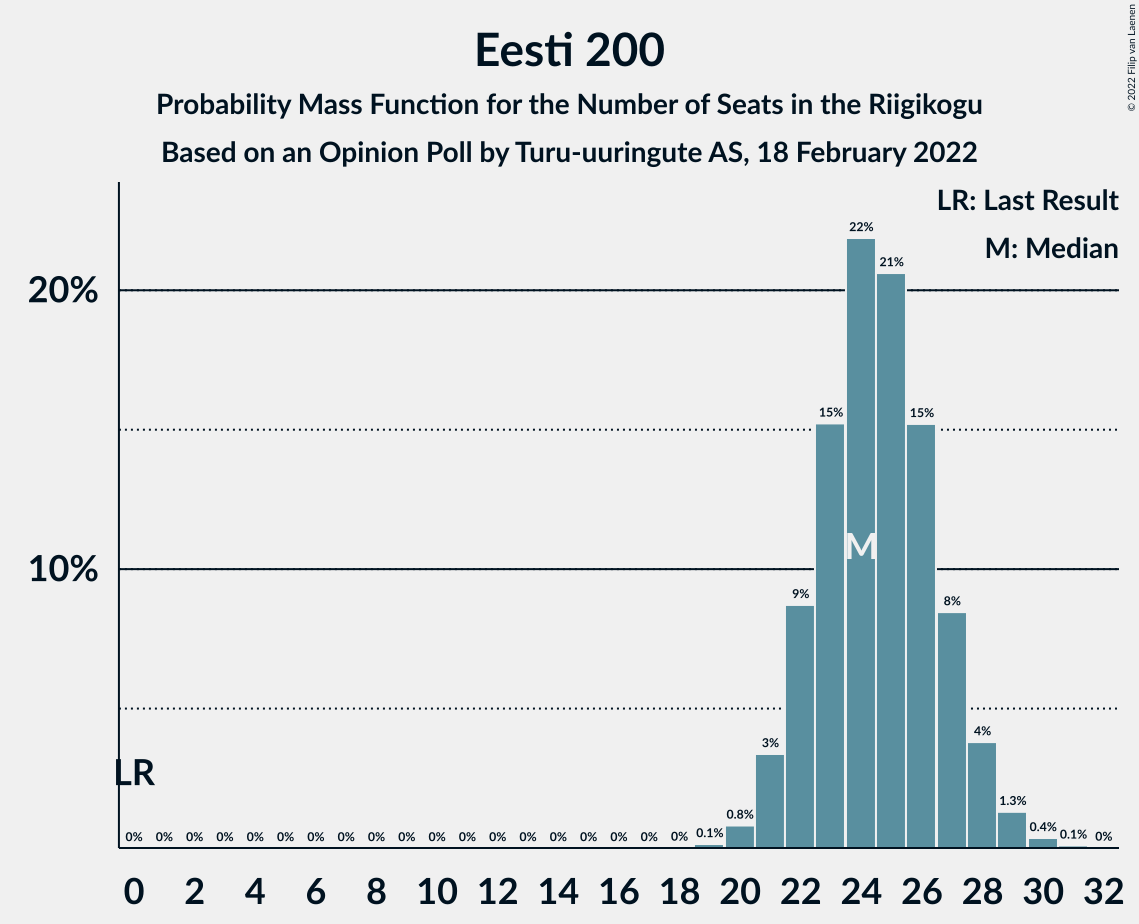 Eesti 200
Probability Mass Function for the Number of Seats in the Riigikogu
Based on an Opinion Poll by Turu-uuringute AS, 18 February 2022
© 2022 Filip van Laenen
LR: Last Result
M: Median
20%
10%
LR
M
0% 0% 0% 0% 0% 0% 0% 0% 0% 0% 0% 0% 0% 0% 0% 0% 0% 0% 0% 0.1% 0.8% 3% 9% 15% 22% 21% 15% 8% 4% 1.3% 0.4% 0.1% 0%
0 2 4 6 8 10 12 14 16 18 20 22 24 26 28 30 32